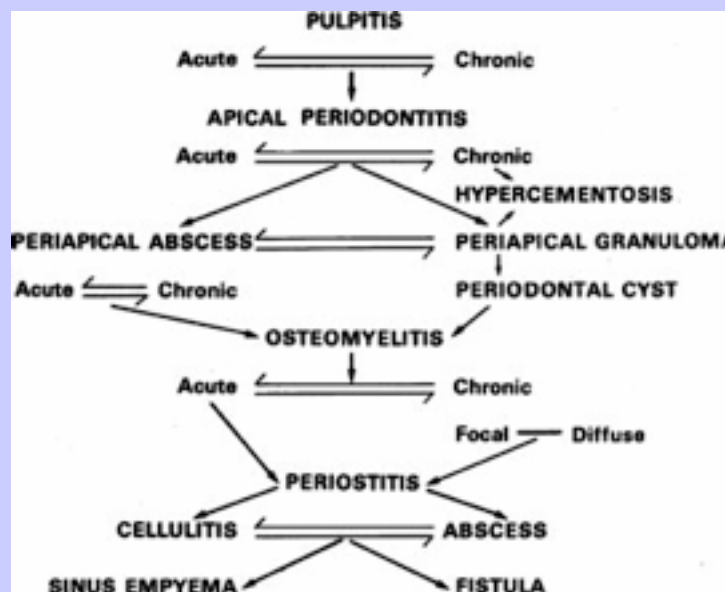 PULPITIS
Acute Chronic
APICAL PERIODONTITIS
Acute Chronic
HYPERCEMENTOSIS
PERIAPICAL ABSCESS PERIAPICAL GRANULOMA
Acute Chronic PERIODONTAL CYST
OSTEOMYELITIS
Acute Chronic
Focal Diffuse
PERIOSTITIS
CELLULITIS ABSCESS
SINUS EMPYEMA FISTULA